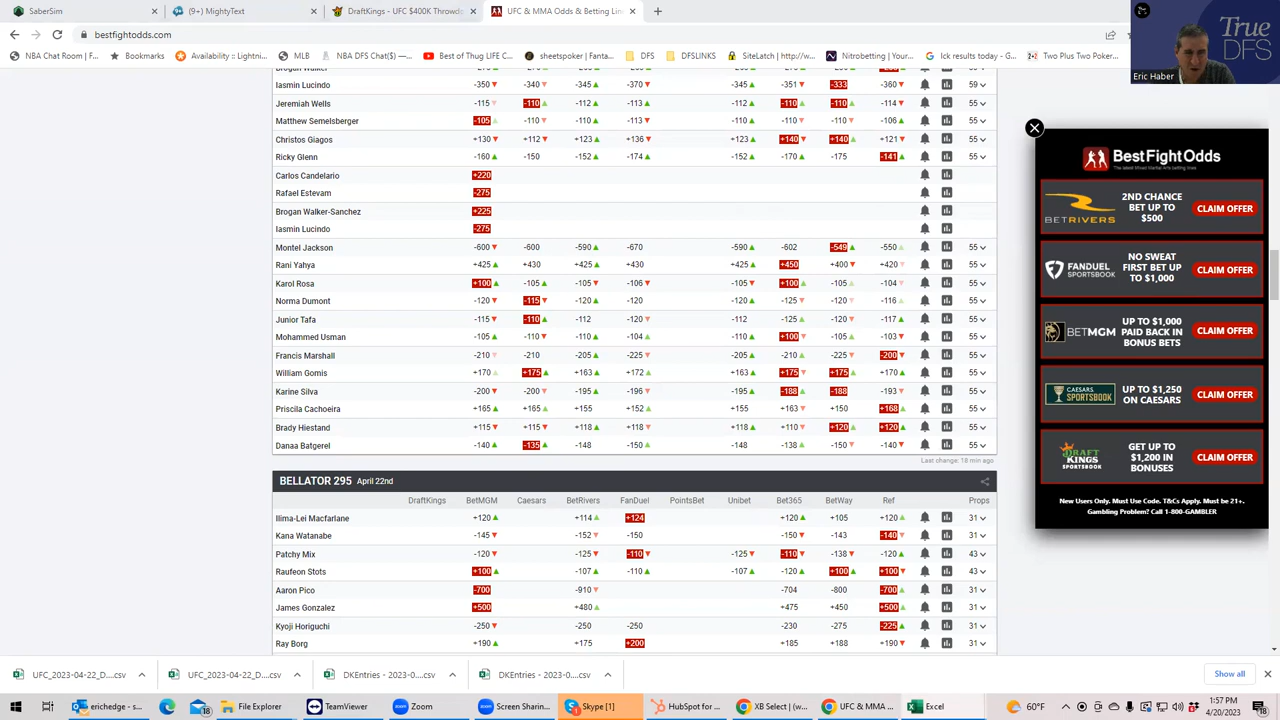 SaberSim
(9+) MightyText
DraftKings - UFC $400K Throwdo
UFC & MMA Odds & Betting Lin
bestfightodds.com
NBA Fan Chat(s) —...
Bookmarks
Availability :: Lightni...
MLB
NBA DFS Chat($) —...
Best of Thug LIFE C...
sheetspoker | Fanta...
DFS
DFSLINKS
SiteLatch | http://w...
Nitrobetting | Your...
lck results today - G...
Two Plus Two Poker...
True DFS
Eric Haber
Brogan Walker
Iasmin Lucindo -350 -340 -345 -370 -345 -351 -333 -360 59
Jeremiah Wells -115 -110 -112 -113 -112 -110 -110 -114 55
Matthew Semelsberger -105 -110 -110 -113 -110 -110 -110 -106 55
Christos Giagos +130 +112 +123 +136 +123 +140 +140 +121 55
Ricky Glenn -160 -150 -152 -174 -152 -170 -175 -141 55
Carlos Candelario +220
Rafael Estevam -275
Brogan Walker-Sanchez +225
Iasmin Lucindo -275
Montel Jackson -600 -600 -590 -670 -590 -602 -549 -550 55
Rani Yahya +425 +430 +425 +430 +425 +450 +400 +420 55
Karol Rosa +100 -105 -105 -106 -105 +100 -105 -104 55
Norma Dumont -120 -115 -120 -120 -120 -125 -120 -116 55
Junior Tafa -115 -110 -112 -120 -112 -125 -120 -117 55
Mohammed Usman -105 -110 -110 -104 -110 +100 -105 -103 55
Francis Marshall -210 -210 -205 -225 -205 -210 -225 -200 55
William Gomis +170 +175 +163 +172 +163 +175 +175 +170 55
Karine Silva -200 -200 -195 -196 -195 -188 -188 -193 55
Priscila Cachoeira +165 +165 +155 +152 +155 +163 +150 +168 55
Brady Hiestand +115 +115 +118 +118 +118 +110 +120 +120 55
Danaa Batgerel -140 -135 -148 -150 -148 -138 -150 -140 55
Last change: 18 min ago
BELLATOR 295 April 22nd
DraftKings BetMGM Caesars BetRivers FanDuel PointsBet Unibet Bet365 BetWay Ref Props
Ilima-Lei Macfarlane +120 +114 +124 +120 +105 +120 31
Kana Watanabe -145 -152 -150 -150 -143 -140 31
Patchy Mix -120 -125 -110 -125 -110 -138 -120 43
Raufeon Stots +100 -107 -110 -107 -120 +100 +100 43
Aaron Pico -700 -910 -704 -800 -700 31
James Gonzalez +500 +480 +475 +450 +500 31
Kyoji Horiguchi -250 -250 -250 -230 -275 -225 31
Ray Borg +190 +175 +200 +185 +188 +190 31
BestFightOdds
The latest Mixed Martial Arts betting lines
BETRIVERS
2ND CHANCE BET UP TO $500
CLAIM OFFER
FANDUEL SPORTSBOOK
NO SWEAT FIRST BET UP TO $1,000
CLAIM OFFER
BETMGM
UP TO $1,000 PAID BACK IN BONUS BETS
CLAIM OFFER
CAESARS SPORTSBOOK
UP TO $1,250 ON CAESARS
CLAIM OFFER
DRAFT KINGS SPORTSBOOK
GET UP TO $1,200 IN BONUSES
CLAIM OFFER
New Users Only. Must Use Code. T&Cs Apply. Must be 21+.
Gambling Problem? Call 1-800-GAMBLER
UFC_2023-04-22_D....csv
UFC_2023-04-22_D....csv
DKEntries - 2023-0....csv
DKEntries - 2023-0....csv
Show all
erichedge - s...
18
File Explorer
TeamViewer
Zoom
Screen Sharing...
Skype [1]
HubSpot for ...
XB Select | (w...
UFC & MMA ...
Excel
60°F
1:57 PM
4/20/2023
18